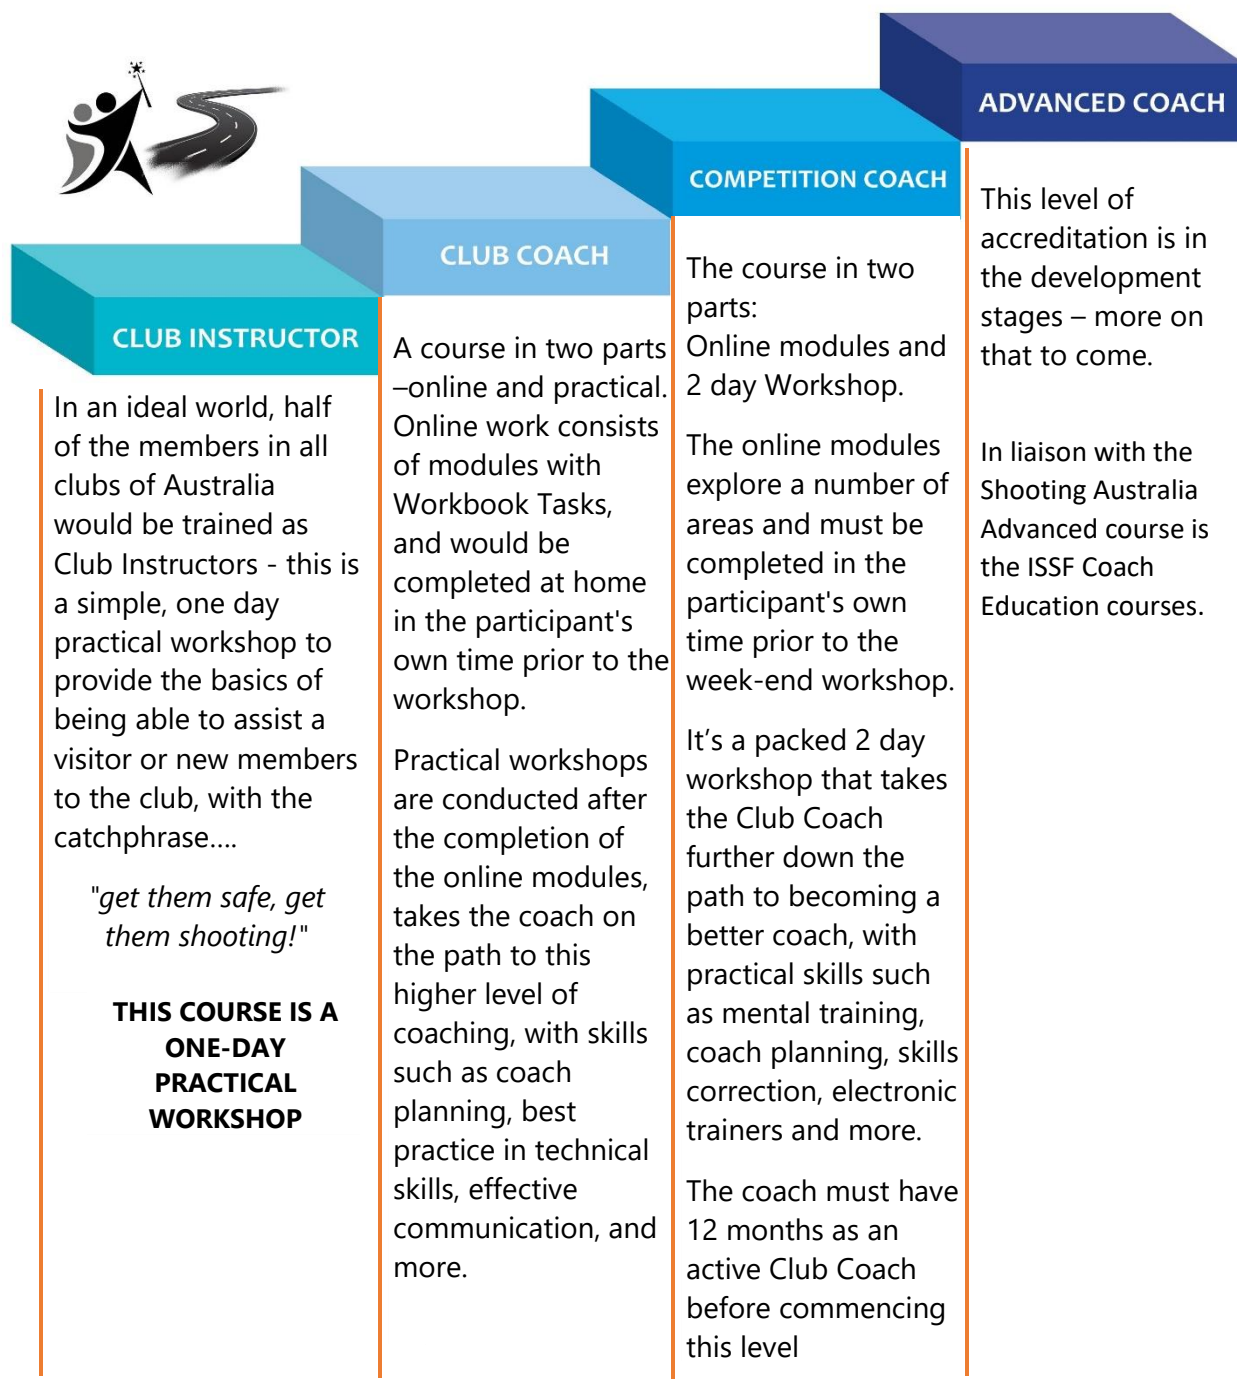 CLUB INSTRUCTOR
In an ideal world, half
of the members in all
clubs of Australia
would be trained as
Club Instructors - this is
a simple, one day
practical workshop to
provide the basics of
being able to assist a
visitor or new members
to the club, with the
catchphrase....
"get them safe, get
them shooting!"
THIS COURSE IS A
ONE-DAY
PRACTICAL
WORKSHOP
CLUB COACH
A course in two parts
–online and practical.
Online work consists
of modules with
Workbook Tasks,
and would be
completed at home
in the participant's
own time prior to the
workshop.
Practical workshops
are conducted after
the completion of
the online modules,
takes the coach on
the path to this
higher level of
coaching, with skills
such as coach
planning, best
practice in technical
skills, effective
communication, and
more.
COMPETITION COACH
The course in two
parts:
Online modules and
2 day Workshop.
The online modules
explore a number of
areas and must be
completed in the
participant's own
time prior to the
week-end workshop.
It’s a packed 2 day
workshop that takes
the Club Coach
further down the
path to becoming a
better coach, with
practical skills such
as mental training,
coach planning, skills
correction, electronic
trainers and more.
The coach must have
12 months as an
active Club Coach
before commencing
this level
ADVANCED COACH
This level of
accreditation is in
the development
stages – more on
that to come.
In liaison with the
Shooting Australia
Advanced course is
the ISSF Coach
Education courses.